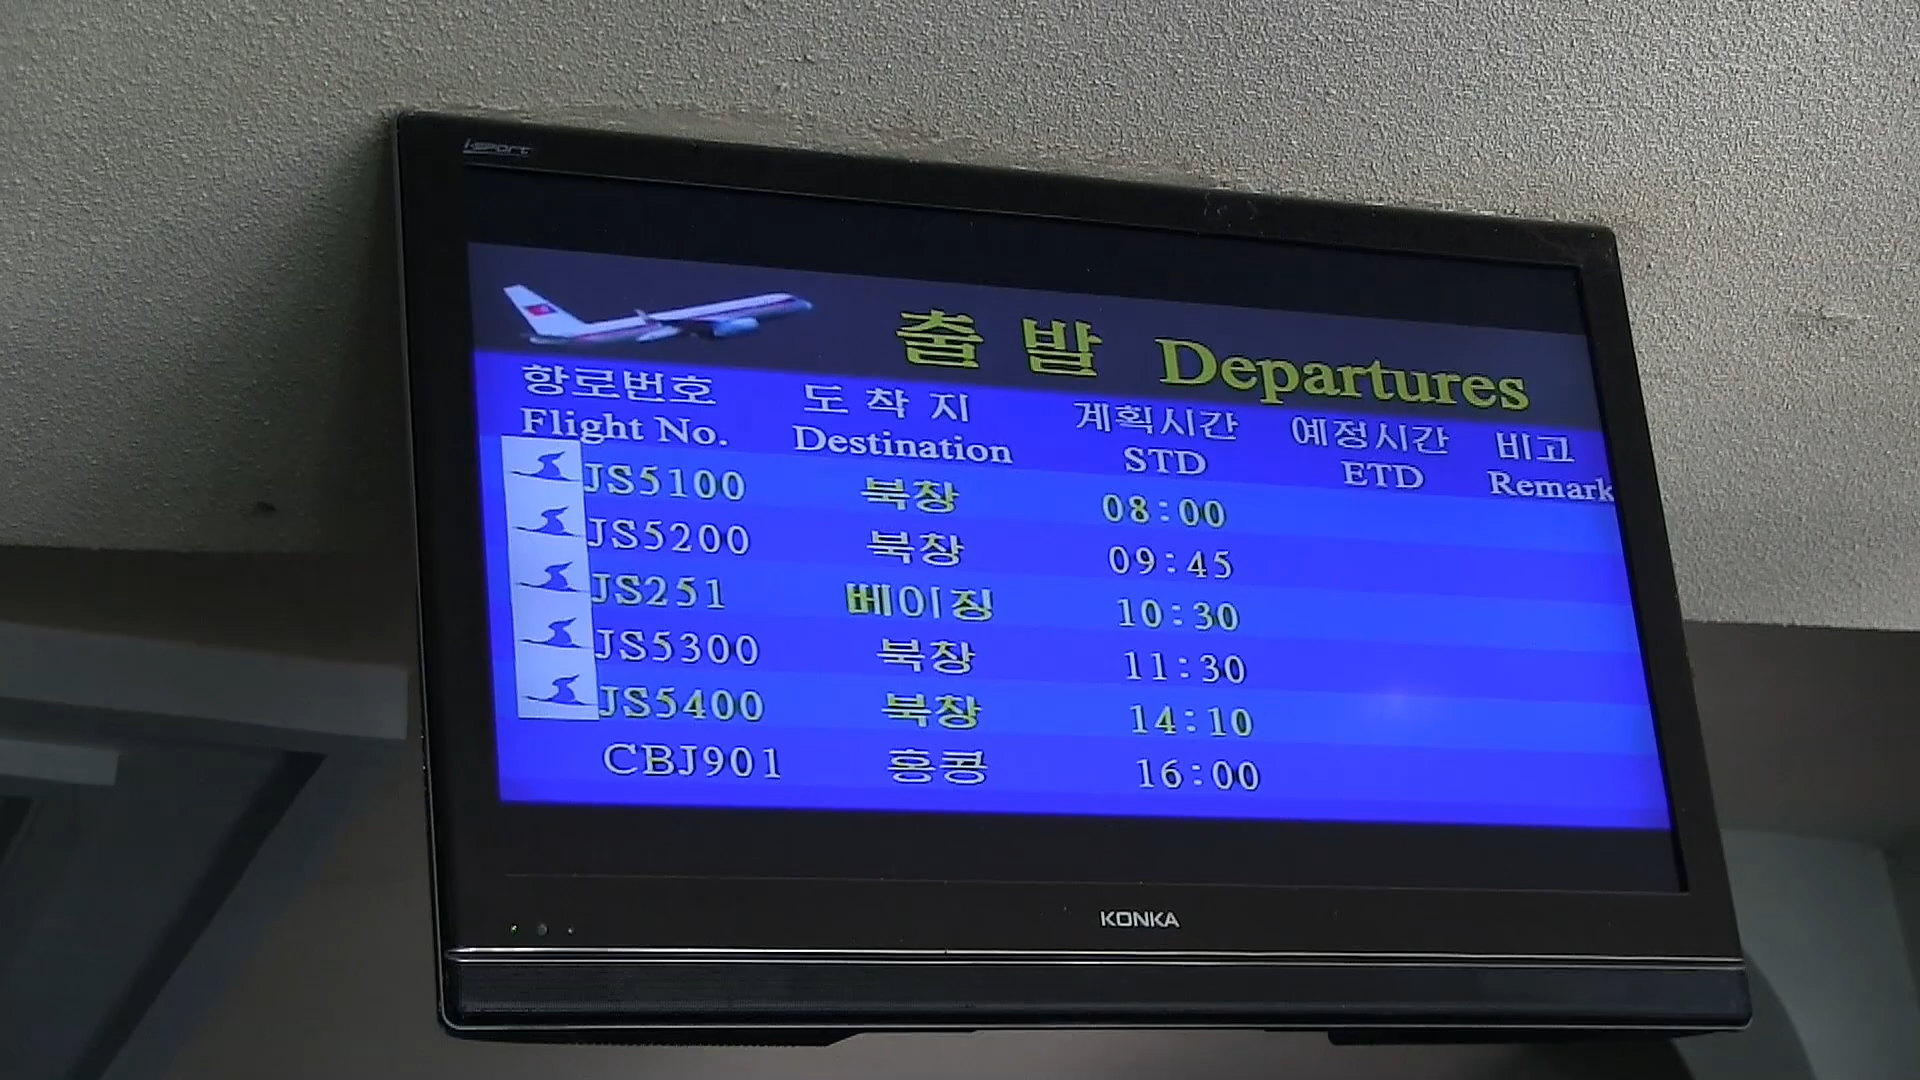 i-sport
출 발 Departures
항로번호 도 착 지 계획시간 예정시간 비고
Flight No. Destination STD ETD Remark
JS5100 북창 08:00
JS5200 북창 09:45
JS251 베이징 10:30
JS5300 북창 11:30
JS5400 북창 14:10
CBJ901 홍콩 16:00
KONKA